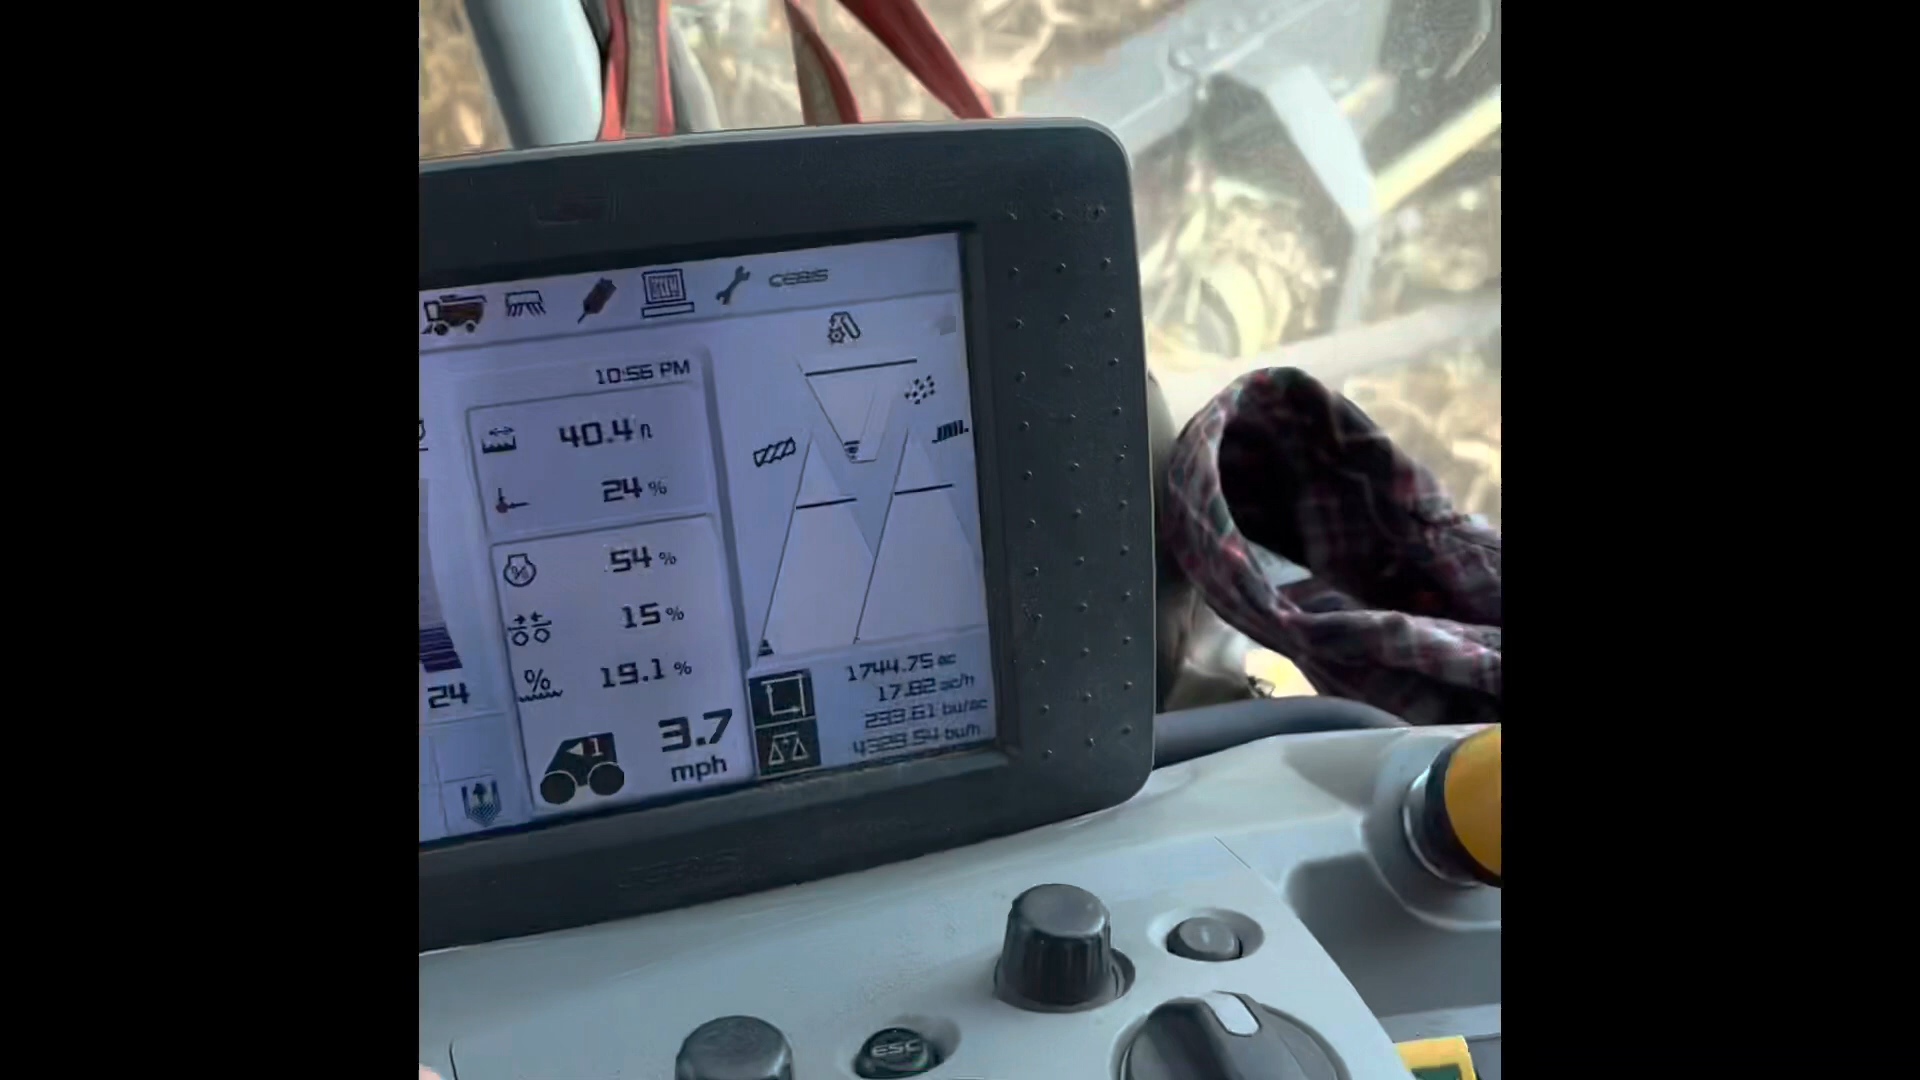 CEBIS
10:56 PM
40.4 ft
24 %
54 %
15 %
% 19.1 %
24
1
3.7
mph
1744.75 ac
17.82 ac/h
233.61 bu/ac
4329.54 bu/h
ESC